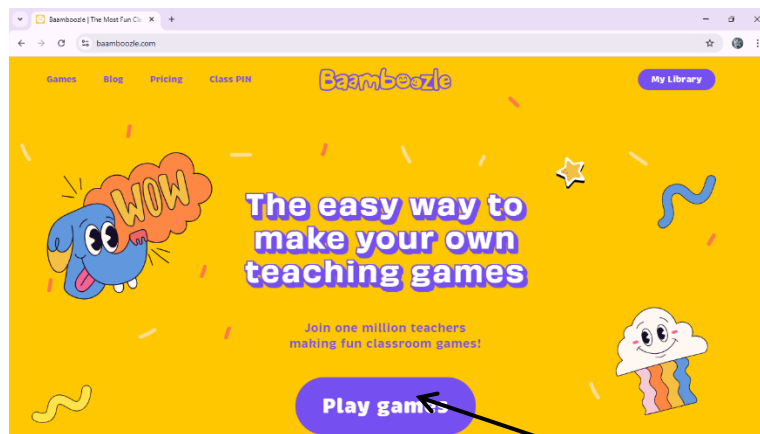 Baamboozle | The Most Fun Cla
baamboozle.com
Games Blog Pricing Class PIN Baamboozle My Library
WOW
The easy way to
make your own
teaching games
Join one million teachers
making fun classroom games!
Play games